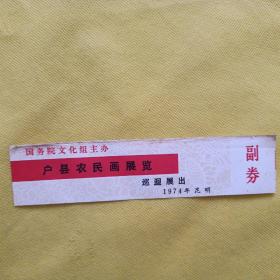 国务院文化组主办
户县农民画展览
巡迴展出
1974年 昆明
副券